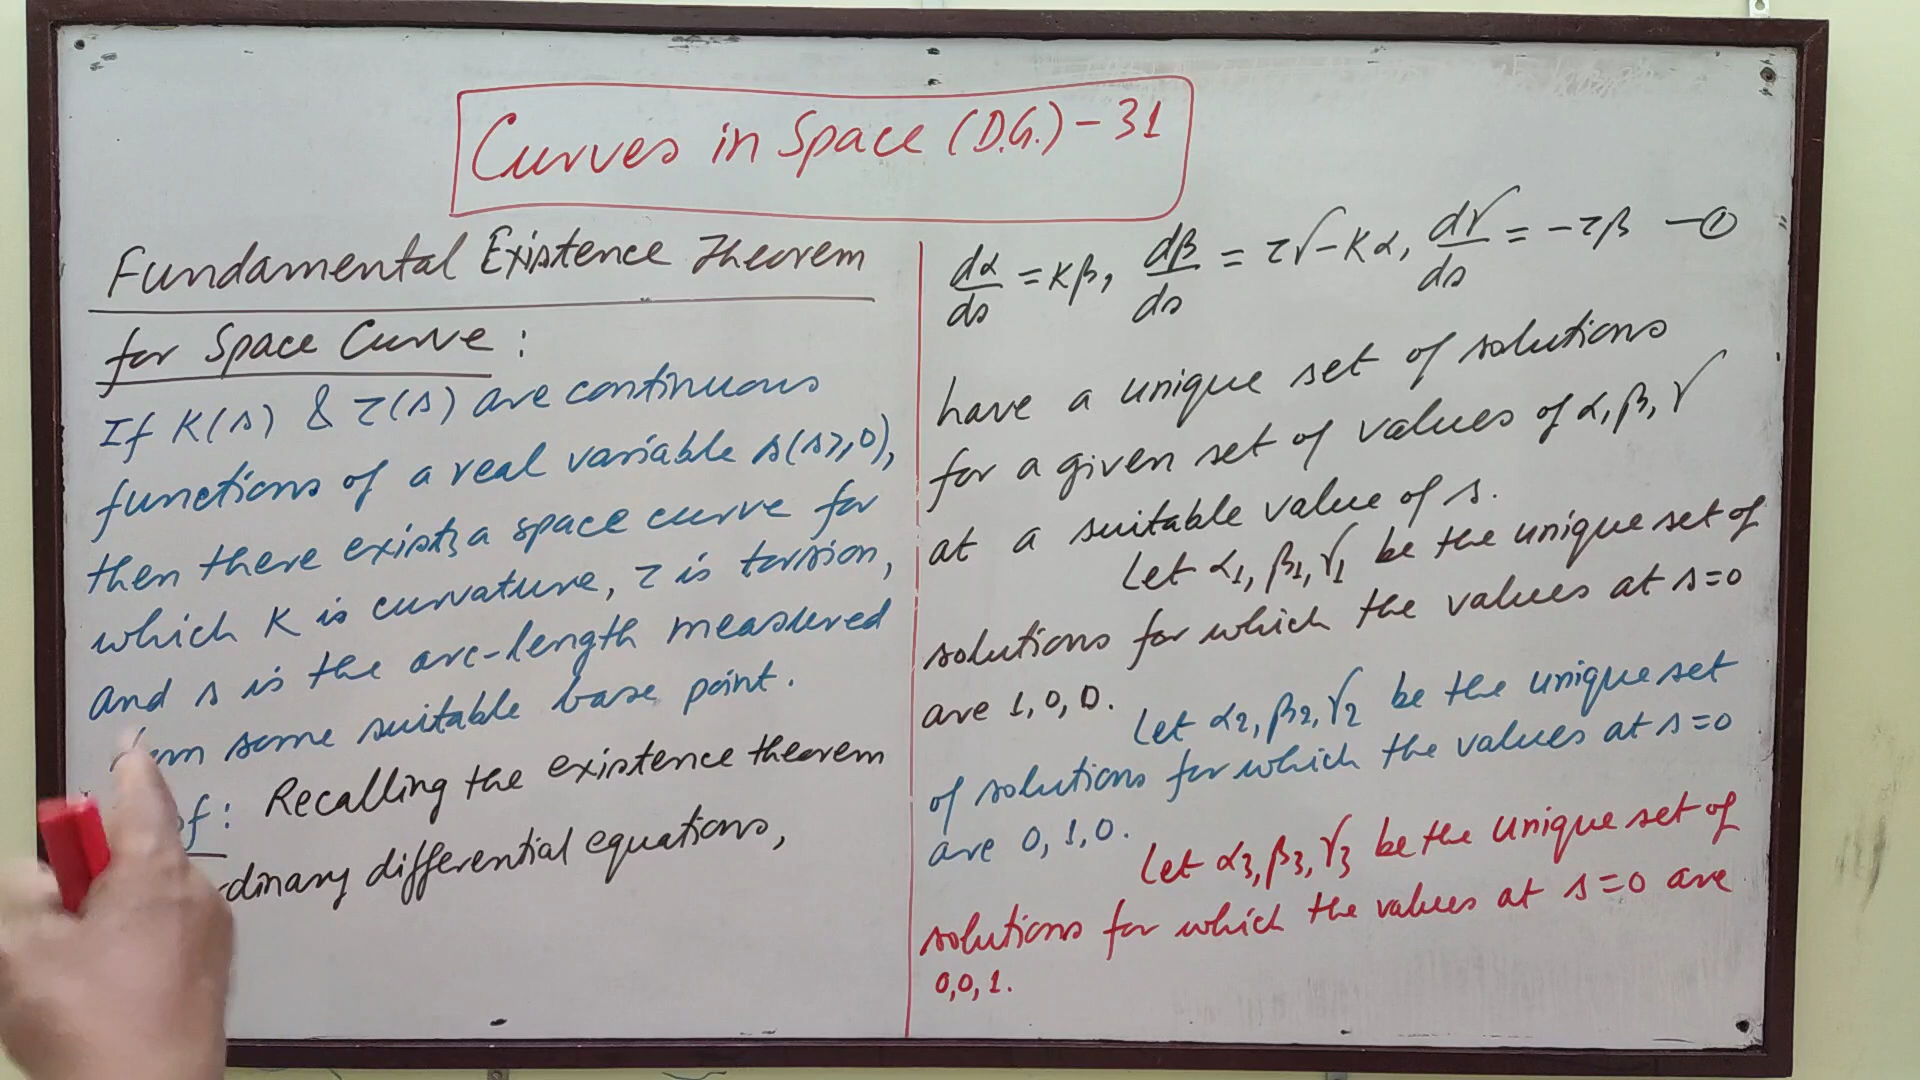 Curves in Space (D.G.) - 31
Fundamental Existence Theorem
for Space Curve :
If K(s) & τ(s) are continuous
functions of a real variable s(s≥0),
then there exists a space curve for
which K is curvature, τ is torsion,
and s is the arc-length measured
some suitable base point.
Recalling the existence theorem
differential equations,
dα/ds = Kβ, dβ/ds = τγ - Kα, dγ/ds = -τβ — ①
have a unique set of solutions
for a given set of values of α, β, γ
at a suitable value of s.
Let α₁, β₁, γ₁ be the unique set of
solutions for which the values at s=0
are 1, 0, 0.
Let α₂, β₂, γ₂ be the unique set
of solutions for which the values at s=0
are 0, 1, 0.
Let α₃, β₃, γ₃ be the unique set of
solutions for which the values at s=0 are
0, 0, 1.